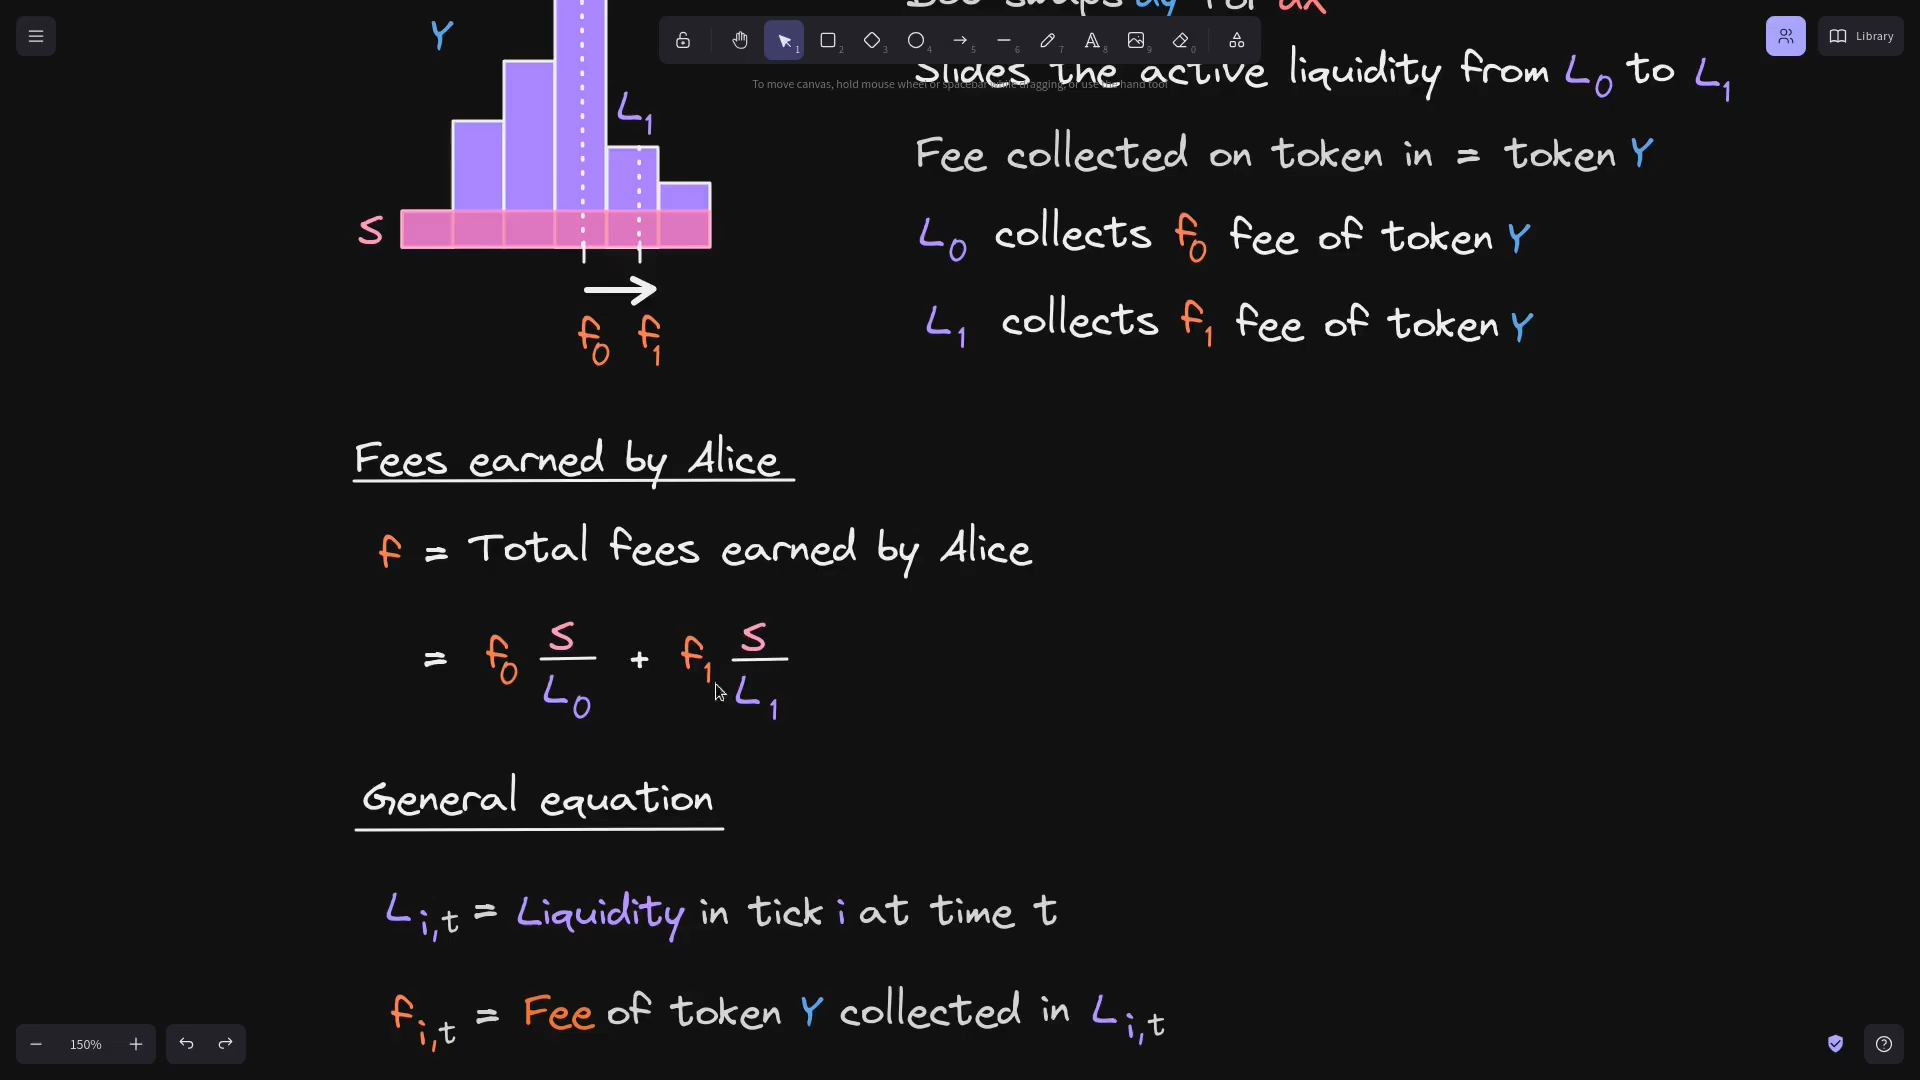 Library
Y
To move canvas, hold mouse wheel or spacebar while dragging, or use the hand tool
Slides the active liquidity from L0 to L1
L1
Fee collected on token in = token Y
S
L0 collects f0 fee of token Y
L1 collects f1 fee of token Y
f0 f1
Fees earned by Alice
f = Total fees earned by Alice
= f0 S/L0 + f1 S/L1
General equation
Li,t = Liquidity in tick i at time t
fi,t = Fee of token Y collected in Li,t
150%